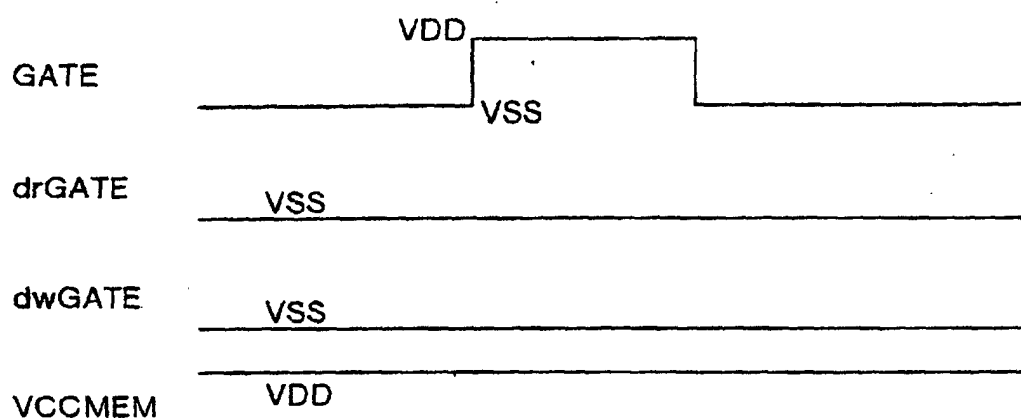 VDD
GATE
VSS
drGATE
VSS
dwGATE
VSS
VDD
VCCMEM